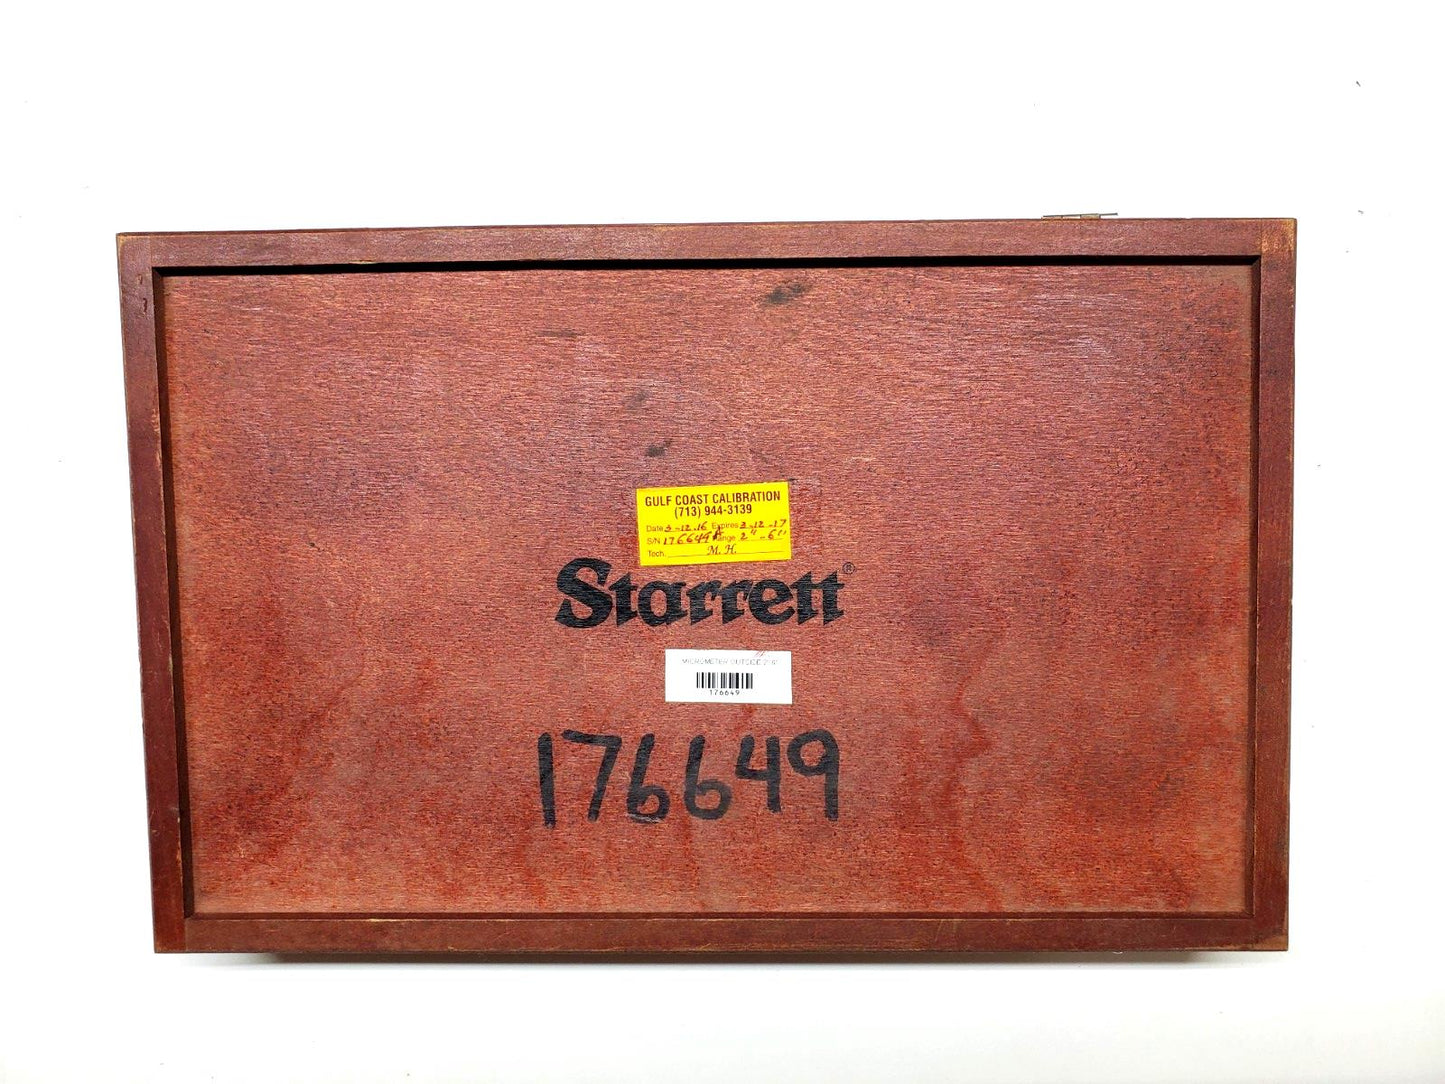 GULF COAST CALIBRATION
(713) 944-3139
Date 3-12-16 Expires 3-12-17
S/N 176649A Range 2"-6"
Tech. M.H.
Starrett®
MICROMETER OUTSIDE 2"-6"
176649
176649